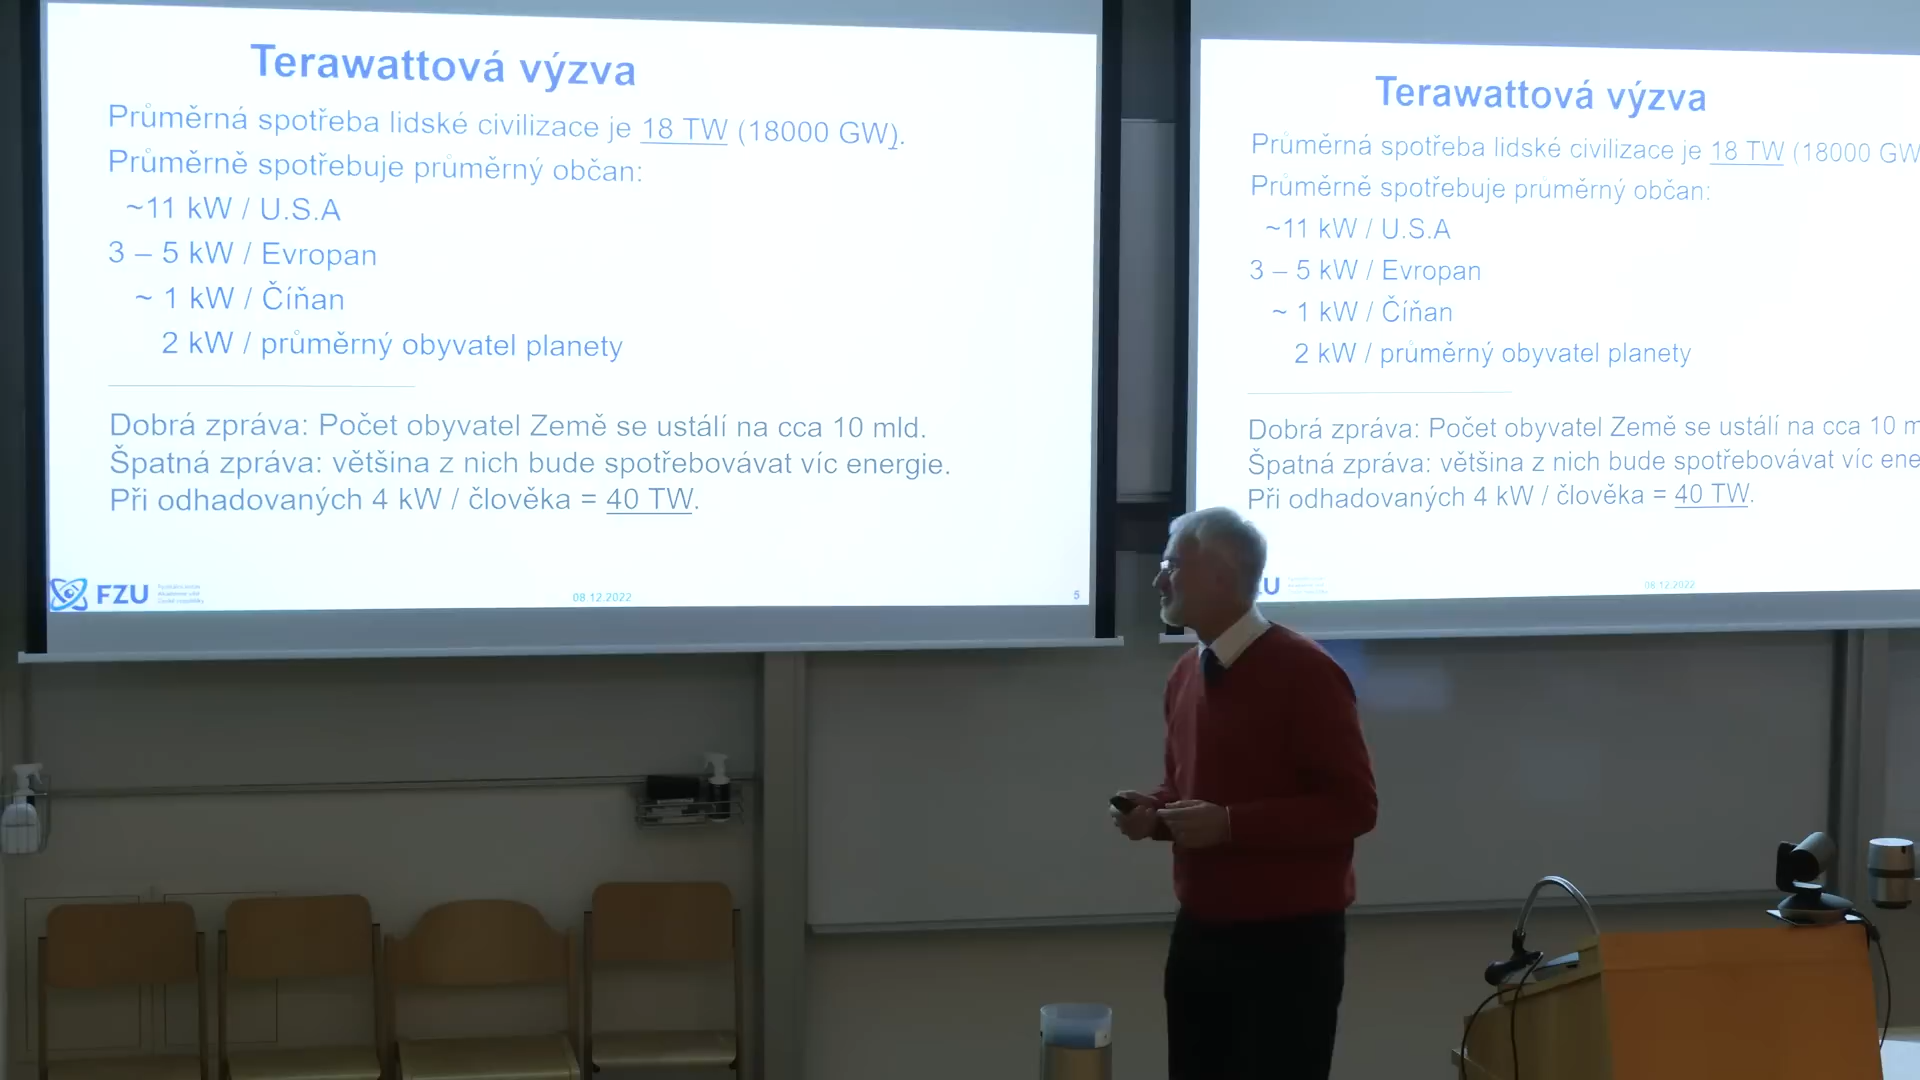 Terawattová výzva
Průměrná spotřeba lidské civilizace je 18 TW (18000 GW).
Průměrně spotřebuje průměrný občan:
~11 kW / U.S.A
3 – 5 kW / Evropan
~ 1 kW / Číňan
2 kW / průměrný obyvatel planety
Dobrá zpráva: Počet obyvatel Země se ustálí na cca 10 mld.
Špatná zpráva: většina z nich bude spotřebovávat víc energie.
Při odhadovaných 4 kW / člověka = 40 TW.
FZU
08.12.2022
5
Terawattová výzva
Průměrná spotřeba lidské civilizace je 18 TW (18000 GW
Průměrně spotřebuje průměrný občan:
~11 kW / U.S.A
3 – 5 kW / Evropan
~ 1 kW / Číňan
2 kW / průměrný obyvatel planety
Dobrá zpráva: Počet obyvatel Země se ustálí na cca 10 m
Špatná zpráva: většina z nich bude spotřebovávat víc ene
Při odhadovaných 4 kW / člověka = 40 TW.
ZU
08.12.2022